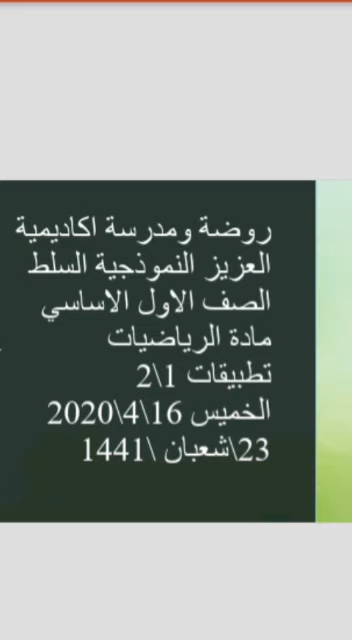 روضة ومدرسة اكاديمية
العزيز النموذجية السلط
الصف الاول الاساسي
مادة الرياضيات
تطبيقات 1\2
الخميس 16\4\2020
23\شعبان \1441